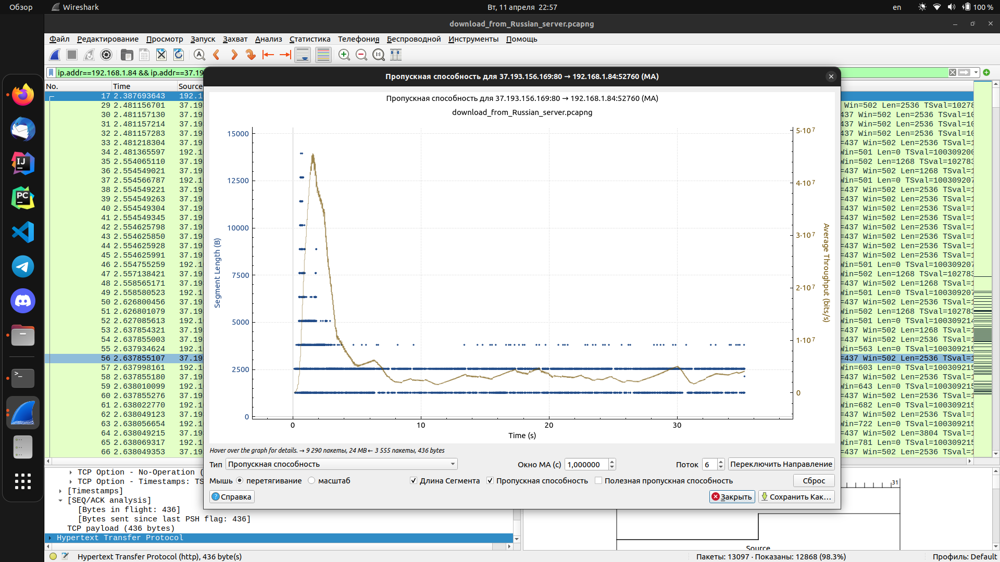 Обзор Wireshark Вт, 11 апреля 22:57 en 100 %
download_from_Russian_server.pcapng
Файл Редактирование Просмотр Запуск Захват Анализ Статистика Телефония Беспроводной Инструменты Помощь
ip.addr==192.168.1.84 && ip.addr==37.19
No. Time Source
17 2.387693643 192.1
29 2.481156701 37.19
30 2.481157130 37.19
31 2.481157214 37.19
32 2.481157283 37.19
33 2.481218304 37.19
34 2.481365597 192.1
35 2.554065110 37.19
36 2.554549021 37.19
37 2.554566787 192.1
38 2.554549221 37.19
39 2.554549263 37.19
40 2.554549304 37.19
41 2.554549345 37.19
42 2.554625798 37.19
43 2.554625850 37.19
44 2.554625928 37.19
45 2.554625991 37.19
46 2.554755259 192.1
47 2.557138421 37.19
48 2.558565171 37.19
49 2.558580523 192.1
50 2.626800456 37.19
51 2.626801079 37.19
52 2.627085613 192.1
53 2.637854321 37.19
54 2.637855003 37.19
55 2.637934624 192.1
56 2.637855107 37.19
57 2.637998161 192.1
58 2.637855180 37.19
59 2.638010099 192.1
60 2.637855276 37.19
61 2.638022770 192.1
62 2.638049123 37.19
63 2.638056654 192.1
64 2.638049215 37.19
65 2.638069317 192.1
66 2.638049353 37.19
Пропускная способность для 37.193.156.169:80 → 192.168.1.84:52760 (MA)
Пропускная способность для 37.193.156.169:80 → 192.168.1.84:52760 (MA)
download_from_Russian_server.pcapng
15000
12500
10000
7500
5000
2500
0
Segment Length (B)
5·10⁷
4·10⁷
3·10⁷
2·10⁷
1·10⁷
0
Average Throughput (bits/s)
0 10 20 30
Time (s)
Hover over the graph for details. → 9 290 пакеты, 24 MB ← 3 555 пакеты, 436 bytes
Тип Пропускная способность Окно MA (с) 1,000000 Поток 6 Переключить Направление
Мышь перетягивание масштаб Длина Сегмента Пропускная способность Полезная пропускная способность Сброс
Справка Закрыть Сохранить Как…
Win=502 Len=2536 TSval=10278
437 Win=502 Len=2536 TSval=10
437 Win=502 Len=2536 TSval=10
437 Win=502 Len=2536 TSval=10
=437 Win=502 Len=2536 TSval=1
Win=501 Len=0 TSval=100309200
Win=502 Len=1268 TSval=102783
=437 Win=502 Len=1268 TSval=1
Win=501 Len=0 TSval=100309207
=437 Win=502 Len=2536 TSval=1
=437 Win=502 Len=2536 TSval=1
=437 Win=502 Len=2536 TSval=1
=437 Win=502 Len=2536 TSval=1
=437 Win=502 Len=2536 TSval=1
=437 Win=502 Len=2536 TSval=1
=437 Win=502 Len=2536 TSval=1
=437 Win=502 Len=2536 TSval=1
Win=501 Len=0 TSval=100309207
Win=502 Len=1268 TSval=102783
=437 Win=502 Len=1268 TSval=1
Win=501 Len=0 TSval=100309207
=437 Win=502 Len=2536 TSval=1
Win=502 Len=1268 TSval=102783
Win=501 Len=0 TSval=100309214
=437 Win=502 Len=1268 TSval=1
=437 Win=502 Len=2536 TSval=1
Win=563 Len=0 TSval=100309215
=437 Win=502 Len=2536 TSval=1
Win=603 Len=0 TSval=100309215
=437 Win=502 Len=2536 TSval=1
Win=643 Len=0 TSval=100309215
=437 Win=502 Len=2536 TSval=1
Win=682 Len=0 TSval=100309215
=437 Win=502 Len=2536 TSval=1
Win=722 Len=0 TSval=100309215
=437 Win=502 Len=3804 TSval=1
Win=781 Len=0 TSval=100309215
=437 Win=502 Len=2536 TSval=1
TCP Option - No-Operation (
TCP Option - Timestamps: TS
[Timestamps]
[SEQ/ACK analysis]
[Bytes in flight: 436]
[Bytes sent since last PSH flag: 436]
TCP payload (436 bytes)
Hypertext Transfer Protocol
31
Source
Hypertext Transfer Protocol (http), 436 byte(s) Пакеты: 13097 · Показаны: 12868 (98.3%) Профиль: Default